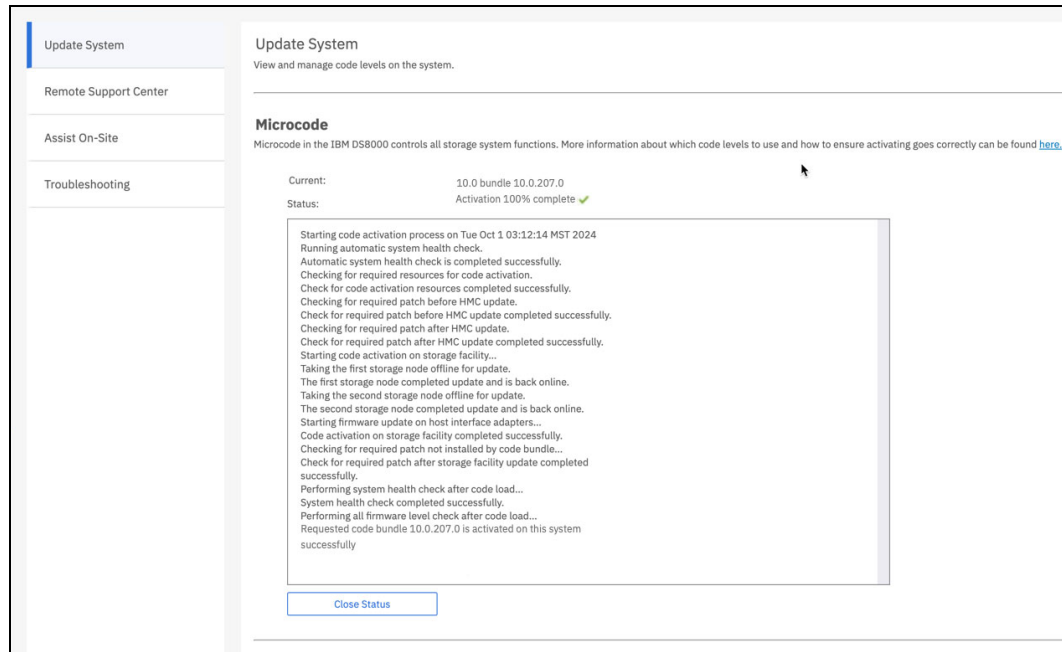 Update System
Remote Support Center
Assist On-Site
Troubleshooting
Update System
View and manage code levels on the system.
Microcode
Microcode in the IBM DS8000 controls all storage system functions. More information about which code levels to use and how to ensure activating goes correctly can be found here.
Current: 10.0 bundle 10.0.207.0
Status: Activation 100% complete
Starting code activation process on Tue Oct 1 03:12:14 MST 2024
Running automatic system health check.
Automatic system health check is completed successfully.
Checking for required resources for code activation.
Check for code activation resources completed successfully.
Checking for required patch before HMC update.
Check for required patch before HMC update completed successfully.
Checking for required patch after HMC update.
Check for required patch after HMC update completed successfully.
Starting code activation on storage facility...
Taking the first storage node offline for update.
The first storage node completed update and is back online.
Taking the second storage node offline for update.
The second storage node completed update and is back online.
Starting firmware update on host interface adapters...
Code activation on storage facility completed successfully.
Checking for required patch not installed by code bundle...
Check for required patch after storage facility update completed
successfully.
Performing system health check after code load...
System health check completed successfully.
Performing all firmware level check after code load...
Requested code bundle 10.0.207.0 is activated on this system
successfully
Close Status